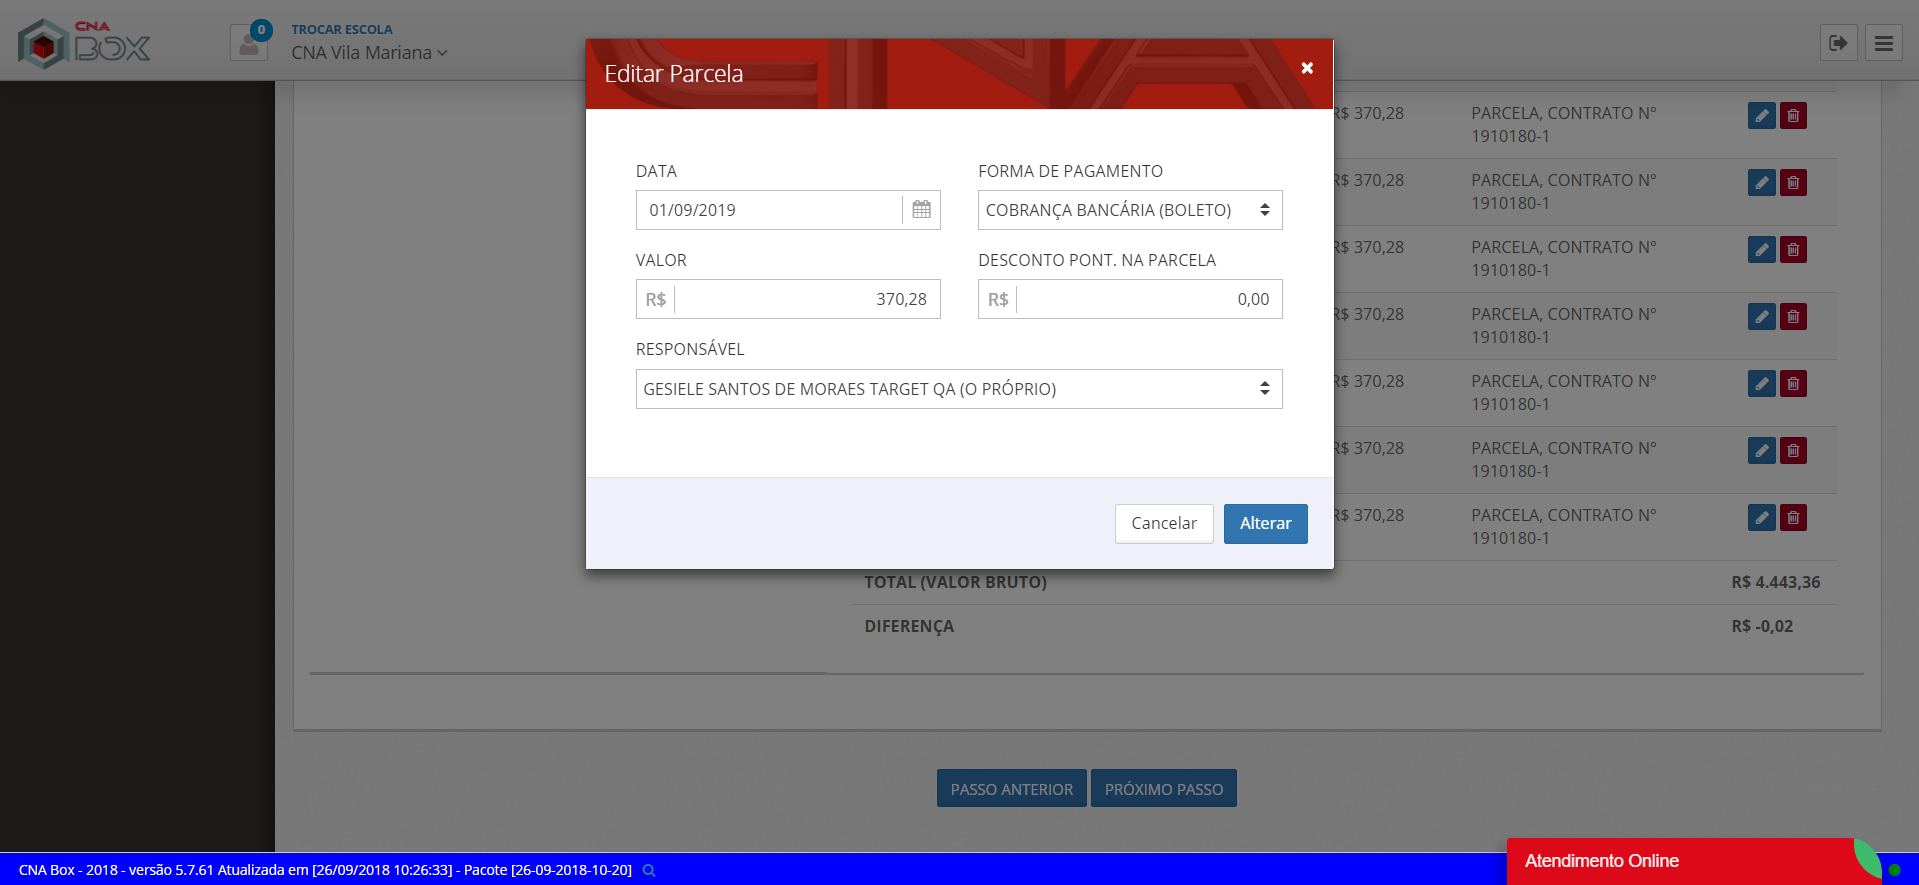 CNA
BOX
0
TROCAR ESCOLA
CNA Vila Mariana
Editar Parcela
DATA
FORMA DE PAGAMENTO
01/09/2019
COBRANÇA BANCÁRIA (BOLETO)
VALOR
DESCONTO PONT. NA PARCELA
R$ 370,28
R$ 0,00
RESPONSÁVEL
GESIELE SANTOS DE MORAES TARGET QA (O PRÓPRIO)
Cancelar
Alterar
R$ 370,28
PARCELA, CONTRATO Nº
1910180-1
R$ 370,28
PARCELA, CONTRATO Nº
1910180-1
R$ 370,28
PARCELA, CONTRATO Nº
1910180-1
R$ 370,28
PARCELA, CONTRATO Nº
1910180-1
R$ 370,28
PARCELA, CONTRATO Nº
1910180-1
R$ 370,28
PARCELA, CONTRATO Nº
1910180-1
R$ 370,28
PARCELA, CONTRATO Nº
1910180-1
TOTAL (VALOR BRUTO)
R$ 4.443,36
DIFERENÇA
R$ -0,02
PASSO ANTERIOR
PRÓXIMO PASSO
CNA Box - 2018 - versão 5.7.61 Atualizada em [26/09/2018 10:26:33] - Pacote [26-09-2018-10-20]
Atendimento Online